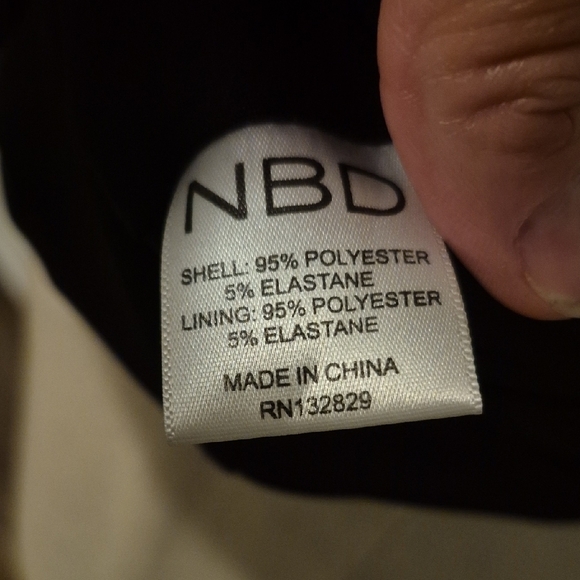 NBD
SHELL: 95% POLYESTER
5% ELASTANE
LINING: 95% POLYESTER
5% ELASTANE
MADE IN CHINA
RN132829